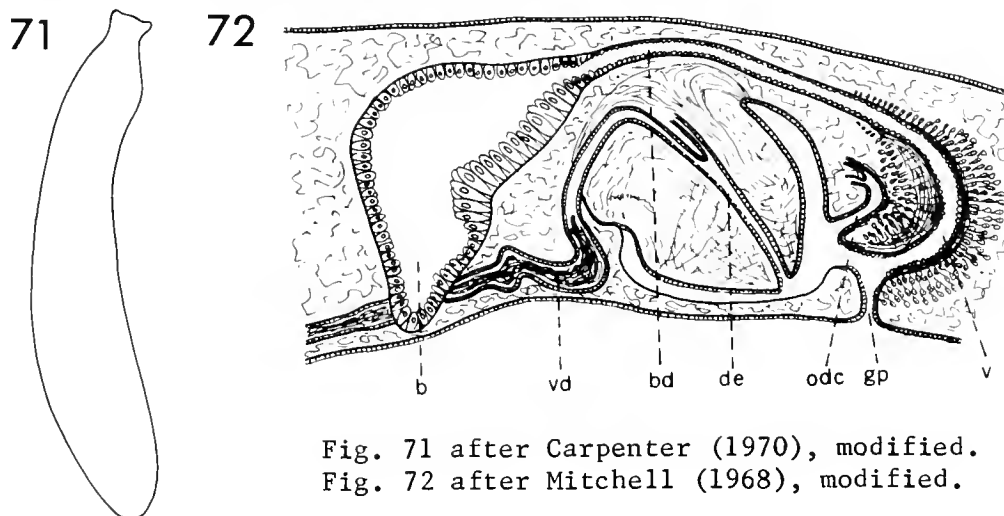 71
72
b vd bd de odc gp v
Fig. 71 after Carpenter (1970), modified.
Fig. 72 after Mitchell (1968), modified.